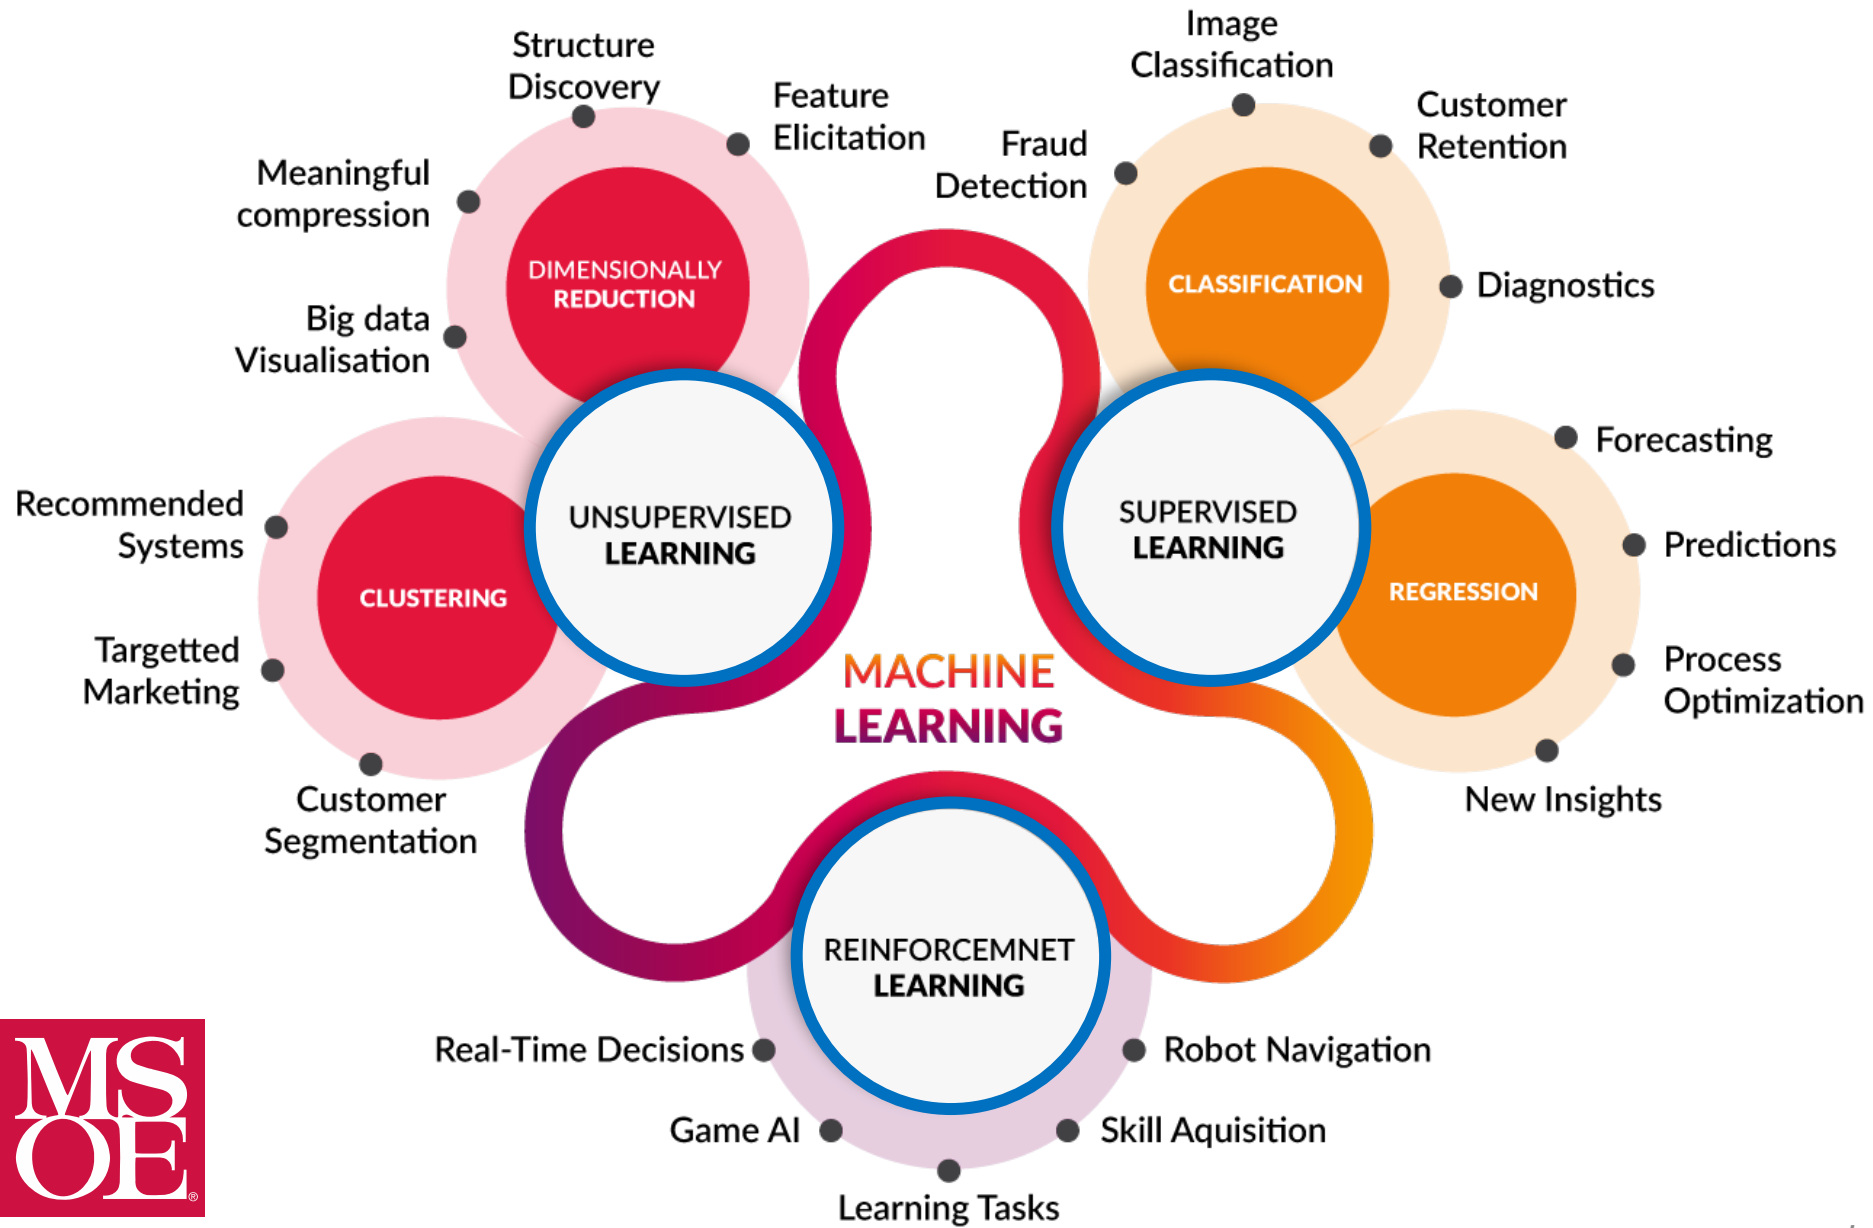 Structure
Discovery
Feature
Elicitation
Meaningful
compression
Big data
Visualisation
DIMENSIONALLY
REDUCTION
Recommended
Systems
Targetted
Marketing
Customer
Segmentation
CLUSTERING
UNSUPERVISED
LEARNING
Image
Classification
Customer
Retention
Fraud
Detection
Diagnostics
CLASSIFICATION
SUPERVISED
LEARNING
Forecasting
Predictions
Process
Optimization
New Insights
REGRESSION
MACHINE
LEARNING
REINFORCEMNET
LEARNING
Real-Time Decisions
Robot Navigation
Game AI
Skill Aquisition
Learning Tasks
MS
OE®